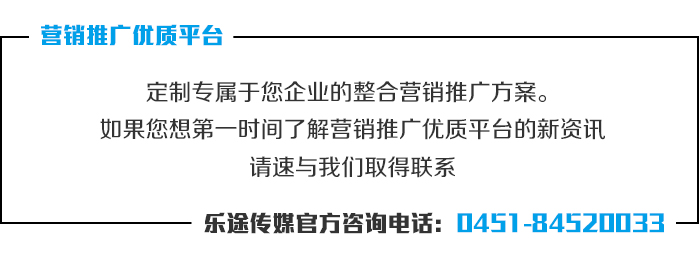 营销推广优质平台
定制专属于您企业的整合营销推广方案。
如果您想第一时间了解营销推广优质平台的新资讯
请速与我们取得联系
乐途传媒官方咨询电话：0451-84520033